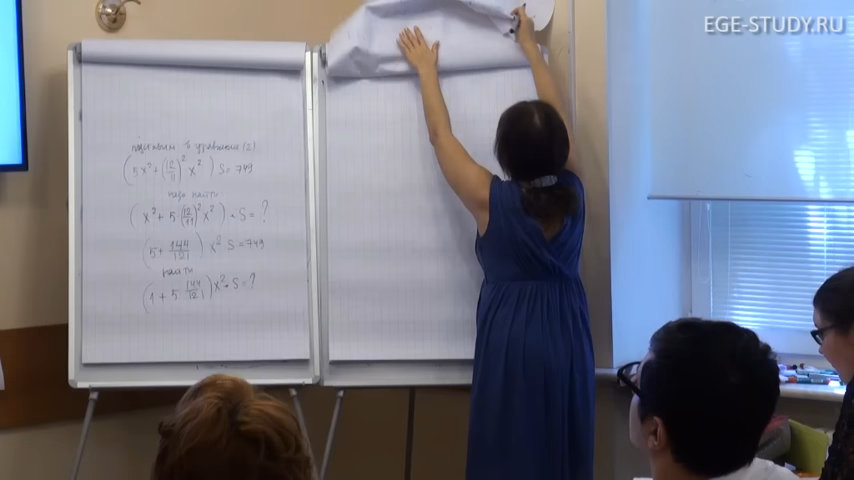 EGE-STUDY.RU
в уравнение (2)
(5x² + (12/11)² x²) S = 749
надо найти
(x² + 5·(12/11)² x²) · S = ?
(5 + 144/121) x² S = 749
найти
(1 + 5 144/121) x² · S = ?